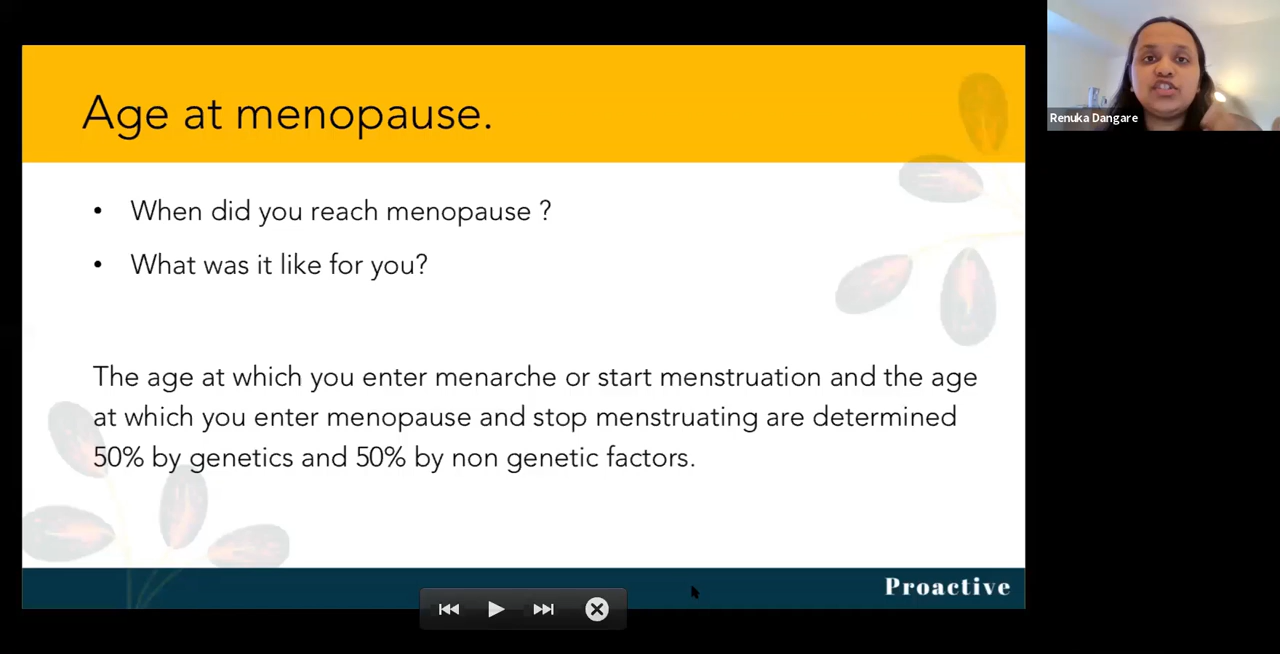 Age at menopause.
Renuka Dangare
• When did you reach menopause ?
• What was it like for you?
The age at which you enter menarche or start menstruation and the age
at which you enter menopause and stop menstruating are determined
50% by genetics and 50% by non genetic factors.
Proactive